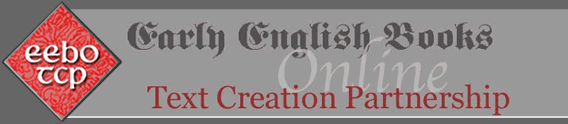 eebo
tcp
Early English Books
Online
Text Creation Partnership